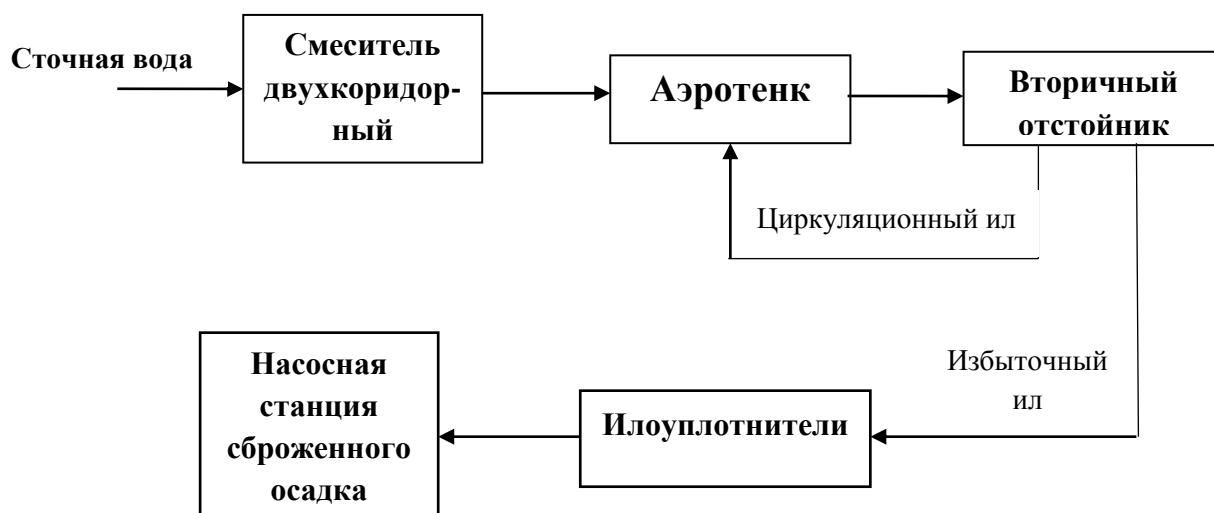 Сточная вода
Смеситель
двухкоридор-
ный
Аэротенк
Вторичный
отстойник
Циркуляционный ил
Избыточный
ил
Илоуплотнители
Насосная
станция
сброженного
осадка